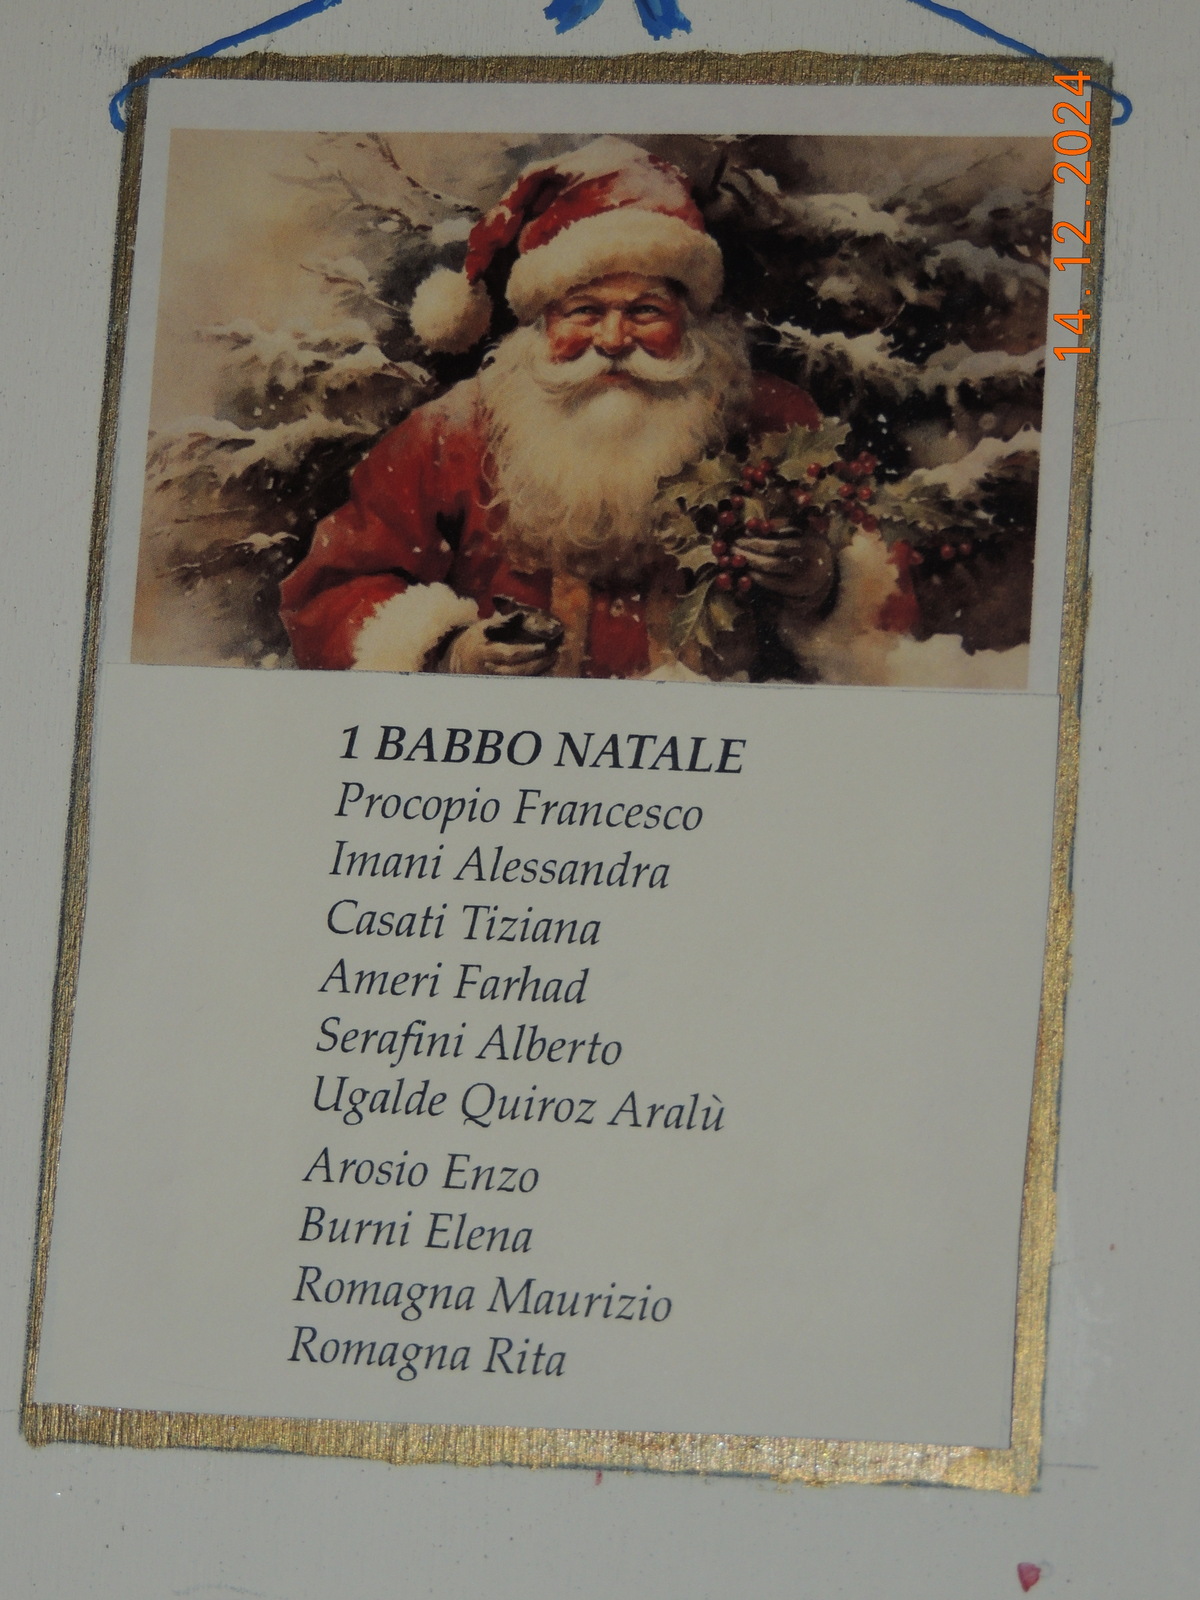 14.12.2024
1 BABBO NATALE
Procopio Francesco
Imani Alessandra
Casati Tiziana
Ameri Farhad
Serafini Alberto
Ugalde Quiroz Aralù
Arosio Enzo
Burni Elena
Romagna Maurizio
Romagna Rita